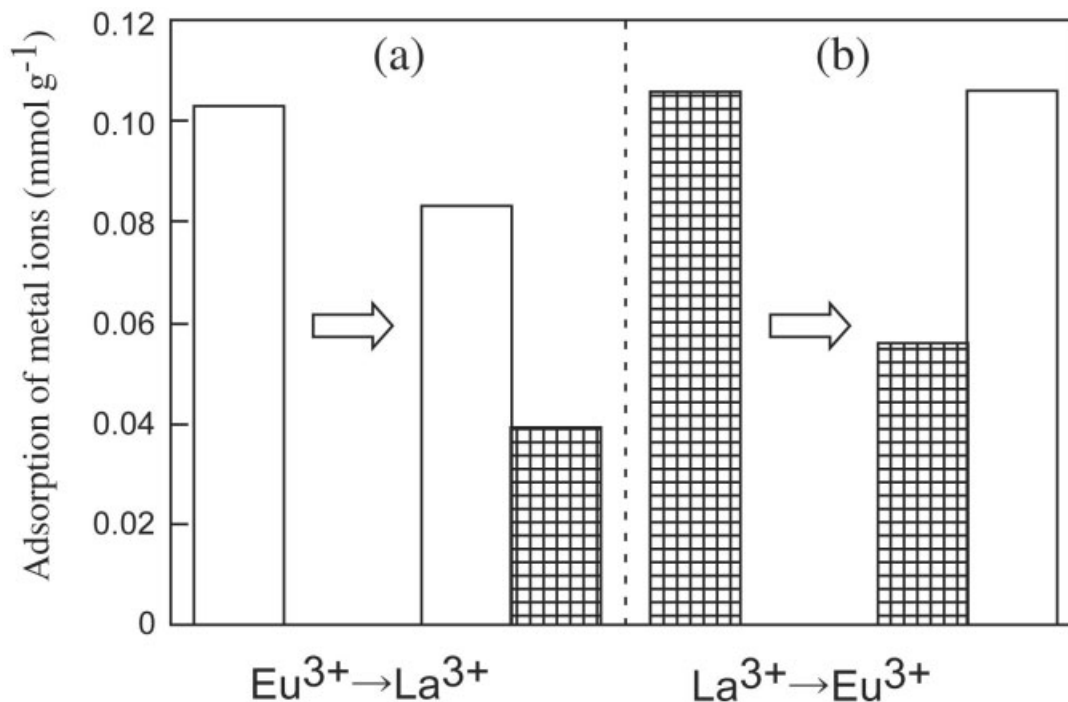 Adsorption of metal ions (mmol g⁻¹)
0.12
0.10
0.08
0.06
0.04
0.02
0
(a)
(b)
Eu³⁺→La³⁺
La³⁺→Eu³⁺